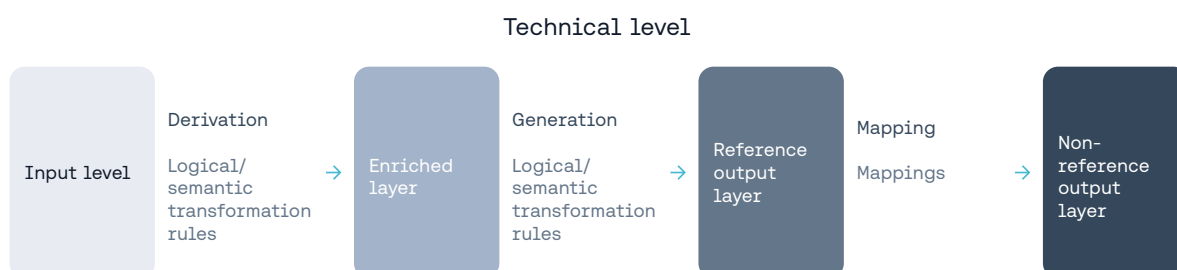 Technical level
Input level
Derivation
Logical/
semantic
transformation
rules
Enriched
layer
Generation
Logical/
semantic
transformation
rules
Reference
output
layer
Mapping
Mappings
Non-
reference
output
layer